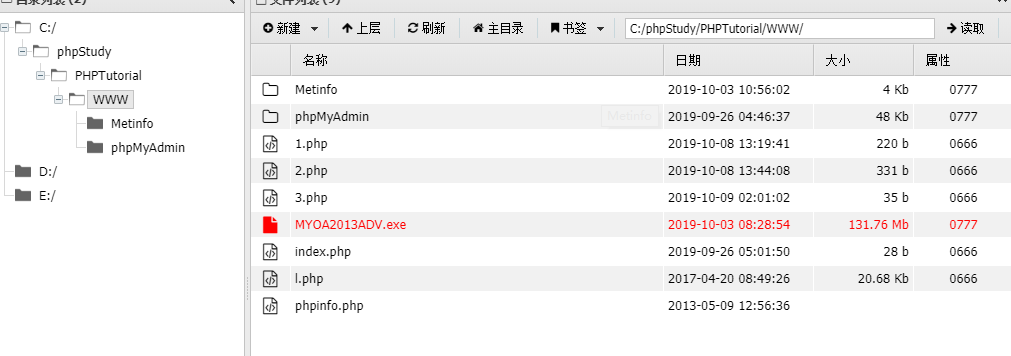 目录列表 (2)
C:/
phpStudy
PHPTutorial
WWW
Metinfo
phpMyAdmin
D:/
E:/
文件列表 (9)
新建 上层 刷新 主目录 书签 C:/phpStudy/PHPTutorial/WWW/ 读取
名称 日期 大小 属性
Metinfo 2019-10-03 10:56:02 4 Kb 0777
phpMyAdmin Metinfo 2019-09-26 04:46:37 48 Kb 0777
1.php 2019-10-08 13:19:41 220 b 0666
2.php 2019-10-08 13:44:08 331 b 0666
3.php 2019-10-09 02:01:02 35 b 0666
MYOA2013ADV.exe 2019-10-03 08:28:54 131.76 Mb 0777
index.php 2019-09-26 05:01:50 28 b 0666
l.php 2017-04-20 08:49:26 20.68 Kb 0666
phpinfo.php 2013-05-09 12:56:36